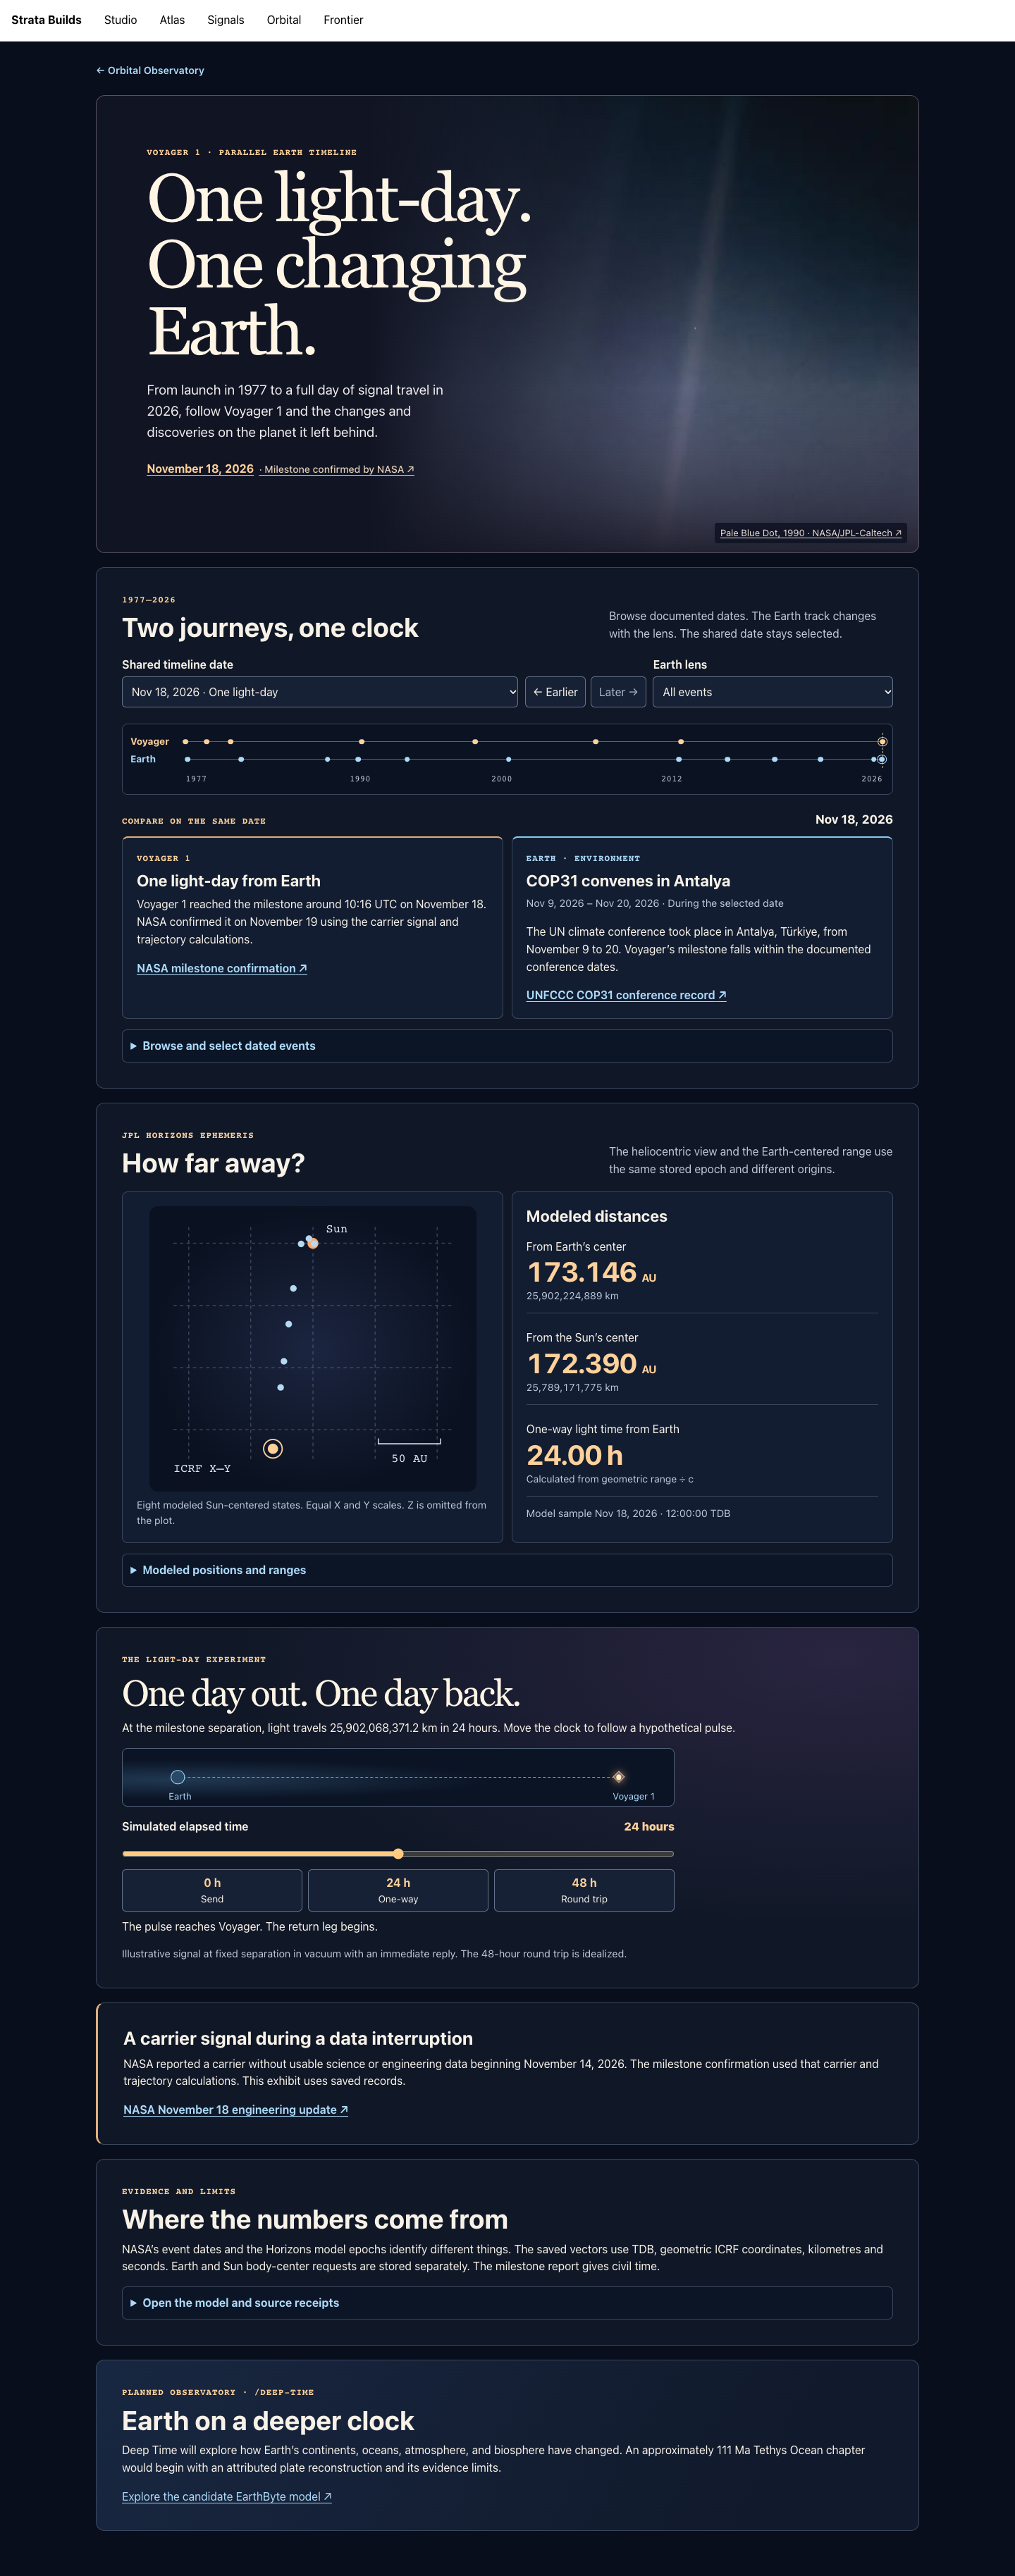 Strata Builds Studio Atlas Signals Orbital Frontier
← Orbital Observatory
VOYAGER 1 · PARALLEL EARTH TIMELINE
One light-day.
One changing
Earth.
From launch in 1977 to a full day of signal travel in
2026, follow Voyager 1 and the changes and
discoveries on the planet it left behind.
November 18, 2026 · Milestone confirmed by NASA ↗
Pale Blue Dot, 1990 · NASA/JPL-Caltech ↗
1977–2026
Two journeys, one clock
Browse documented dates. The Earth track changes
with the lens. The shared date stays selected.
Shared timeline date
Earth lens
Nov 18, 2026 · One light-day
← Earlier
Later →
All events
Voyager
Earth
1977 1990 2000 2012 2026
COMPARE ON THE SAME DATE
Nov 18, 2026
VOYAGER 1
One light-day from Earth
Voyager 1 reached the milestone around 10:16 UTC on November 18.
NASA confirmed it on November 19 using the carrier signal and
trajectory calculations.
NASA milestone confirmation ↗
EARTH · ENVIRONMENT
COP31 convenes in Antalya
Nov 9, 2026 – Nov 20, 2026 · During the selected date
The UN climate conference took place in Antalya, Türkiye, from
November 9 to 20. Voyager’s milestone falls within the documented
conference dates.
UNFCCC COP31 conference record ↗
▶ Browse and select dated events
JPL HORIZONS EPHEMERIS
How far away?
The heliocentric view and the Earth-centered range use
the same stored epoch and different origins.
Sun
50 AU
ICRF X–Y
Eight modeled Sun-centered states. Equal X and Y scales. Z is omitted from
the plot.
Modeled distances
From Earth’s center
173.146 AU
25,902,224,889 km
From the Sun’s center
172.390 AU
25,789,171,775 km
One-way light time from Earth
24.00 h
Calculated from geometric range ÷ c
Model sample Nov 18, 2026 · 12:00:00 TDB
▶ Modeled positions and ranges
THE LIGHT-DAY EXPERIMENT
One day out. One day back.
At the milestone separation, light travels 25,902,068,371.2 km in 24 hours. Move the clock to follow a hypothetical pulse.
Earth
Voyager 1
Simulated elapsed time
24 hours
0 h
Send
24 h
One-way
48 h
Round trip
The pulse reaches Voyager. The return leg begins.
Illustrative signal at fixed separation in vacuum with an immediate reply. The 48-hour round trip is idealized.
A carrier signal during a data interruption
NASA reported a carrier without usable science or engineering data beginning November 14, 2026. The milestone confirmation used that carrier and
trajectory calculations. This exhibit uses saved records.
NASA November 18 engineering update ↗
EVIDENCE AND LIMITS
Where the numbers come from
NASA’s event dates and the Horizons model epochs identify different things. The saved vectors use TDB, geometric ICRF coordinates, kilometres and
seconds. Earth and Sun body-center requests are stored separately. The milestone report gives civil time.
▶ Open the model and source receipts
PLANNED OBSERVATORY · /DEEP-TIME
Earth on a deeper clock
Deep Time will explore how Earth’s continents, oceans, atmosphere, and biosphere have changed. An approximately 111 Ma Tethys Ocean chapter
would begin with an attributed plate reconstruction and its evidence limits.
Explore the candidate EarthByte model ↗